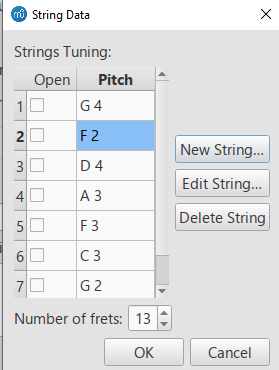 String Data
Strings Tuning:
Open Pitch
1 G 4
2 F 2
3 D 4
4 A 3
5 F 3
6 C 3
7 G 2
New String...
Edit String...
Delete String
Number of frets: 13
OK Cancel